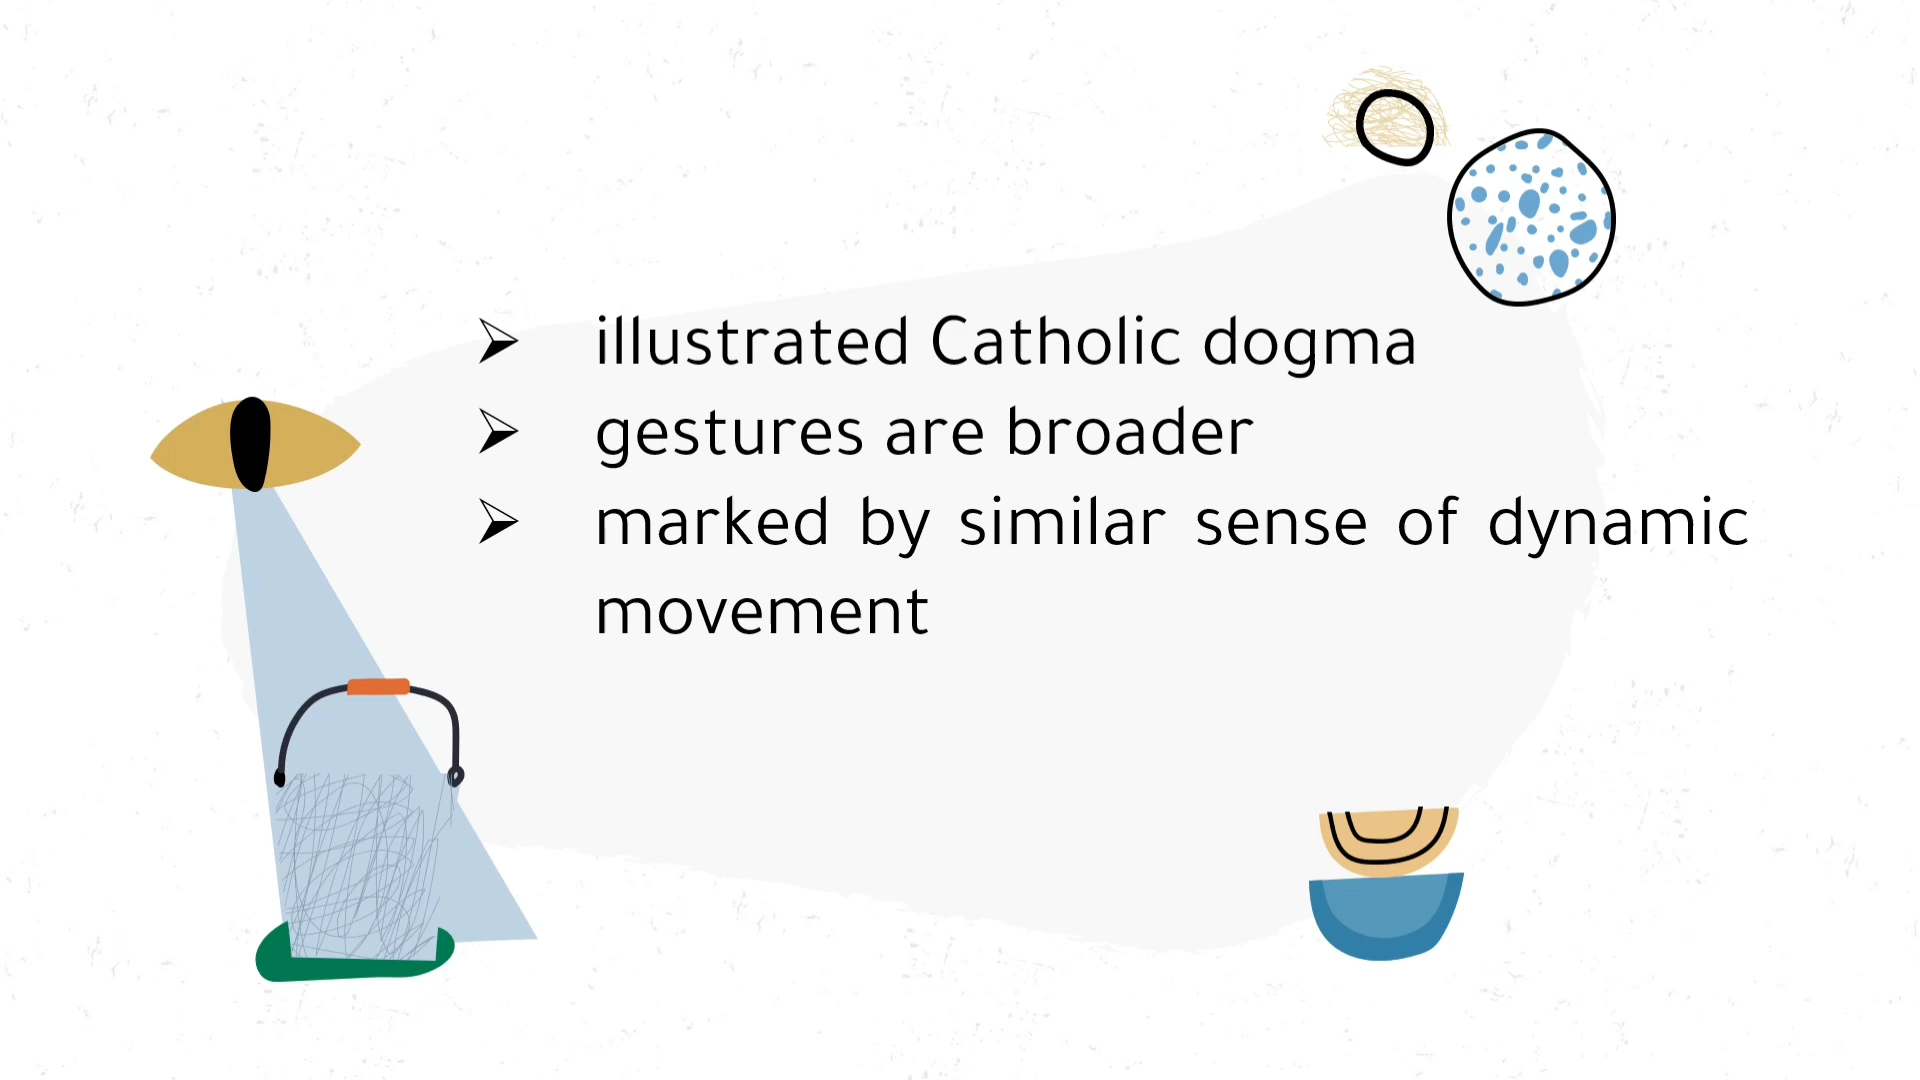 ➢ illustrated Catholic dogma
➢ gestures are broader
➢ marked by similar sense of dynamic
movement